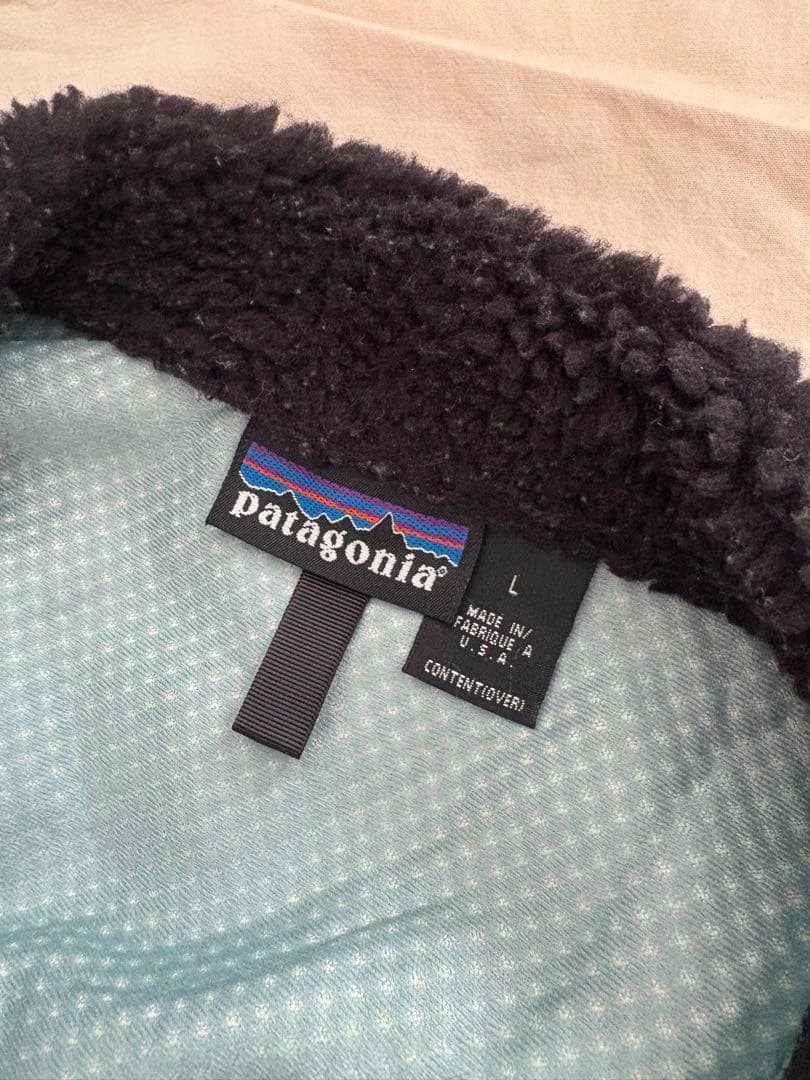 patagonia®
L
MADE IN/
FABRIQUE A
U.S.A.
CONTENT(OVER)